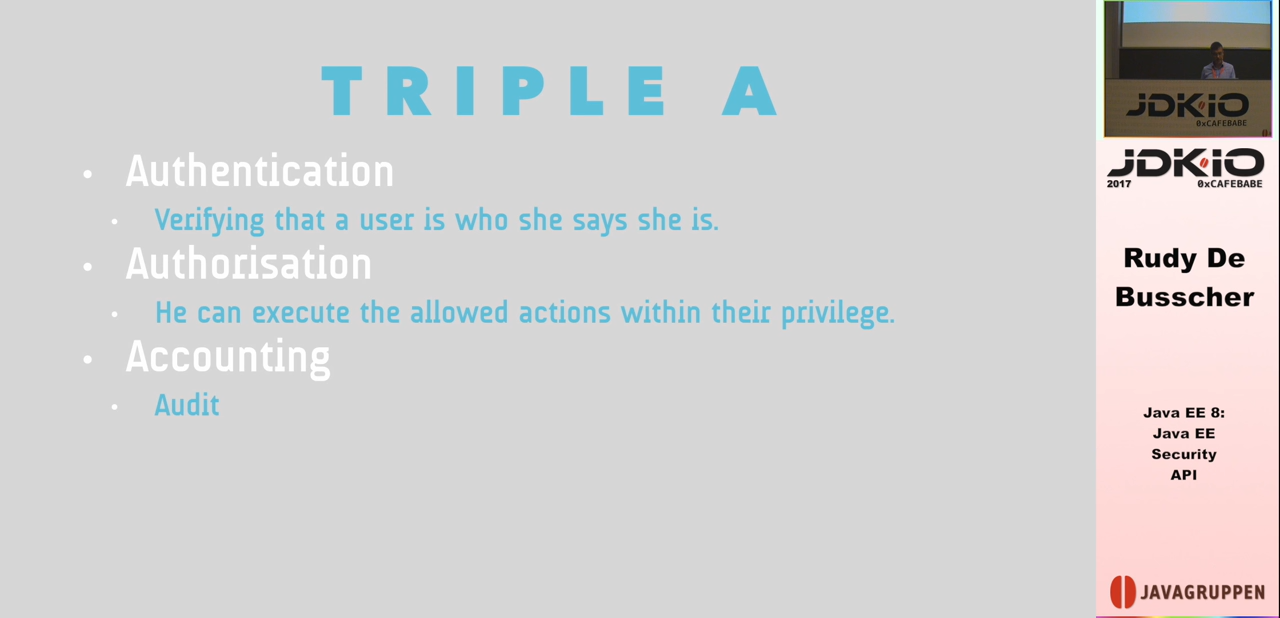 TRIPLE A
• Authentication
• Verifying that a user is who she says she is.
• Authorisation
• He can execute the allowed actions within their privilege.
• Accounting
• Audit
JDK.iO
0xCAFEBABE
JDK.iO
2017 0xCAFEBABE
Rudy De
Busscher
Java EE 8:
Java EE
Security
API
JAVAGRUPPEN